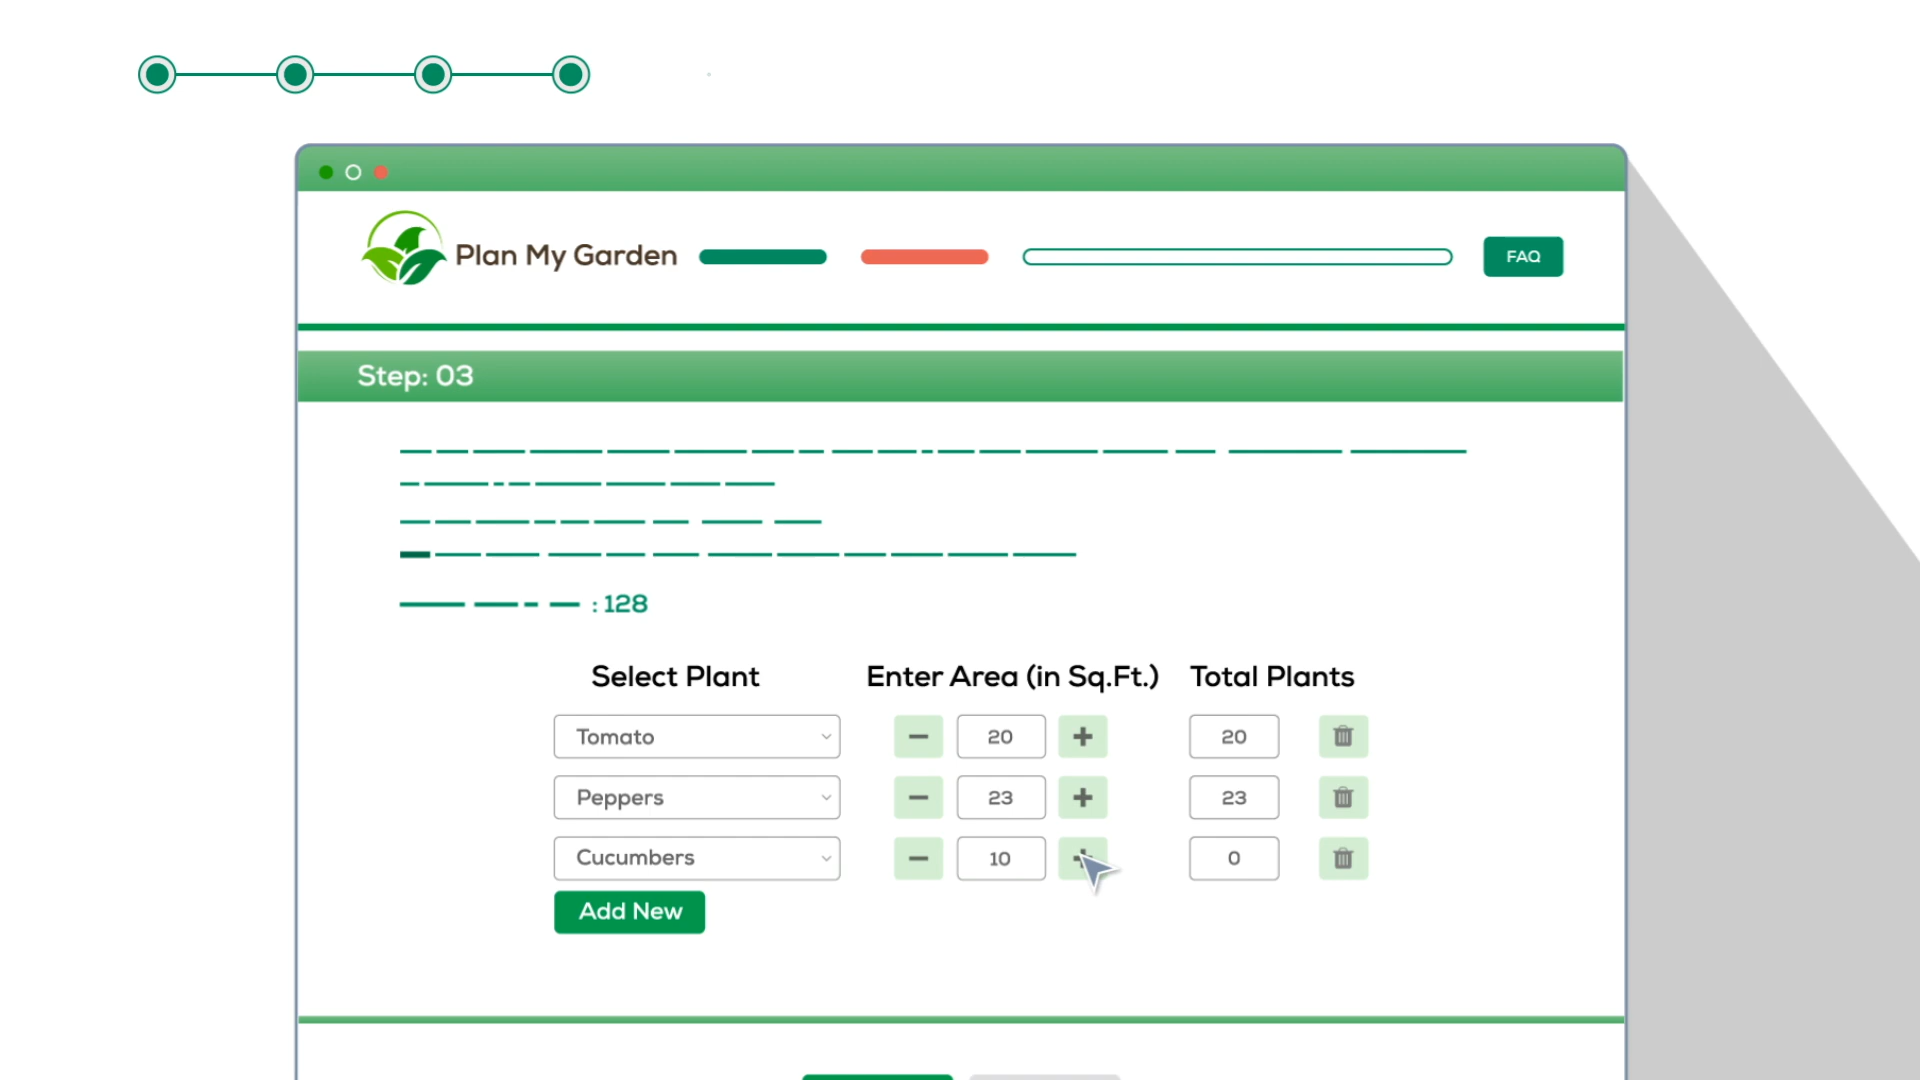 Plan My Garden
FAQ
Step: 03
: 128
Select Plant Enter Area (in Sq.Ft.) Total Plants
Tomato 20 20
Peppers 23 23
Cucumbers 10 0
Add New